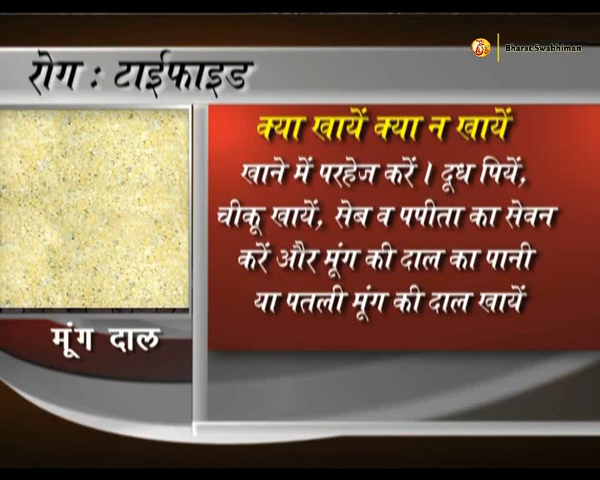 Bharat Swabhiman
रोग : टाईफाइड
क्या खायें क्या न खायें
खाने में परहेज करें । दूध पियें,
चीकू खायें, सेब व पपीता का सेवन
करें और मूंग की दाल का पानी
या पतली मूंग की दाल खायें
मूंग दाल